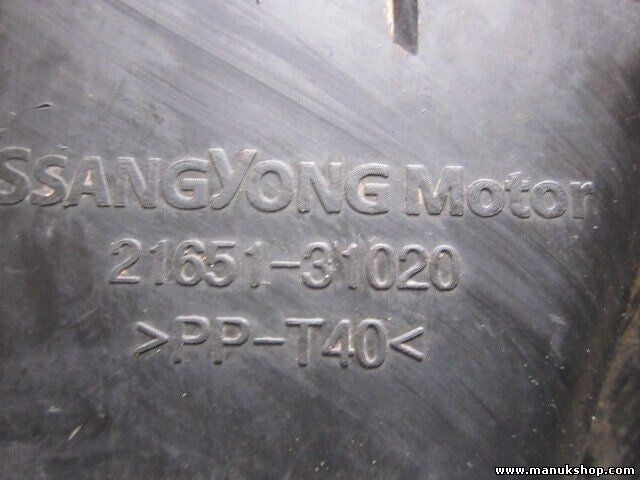 SSANGYONG Motor
21651-31020
>PP-T40<
www.manukshop.com